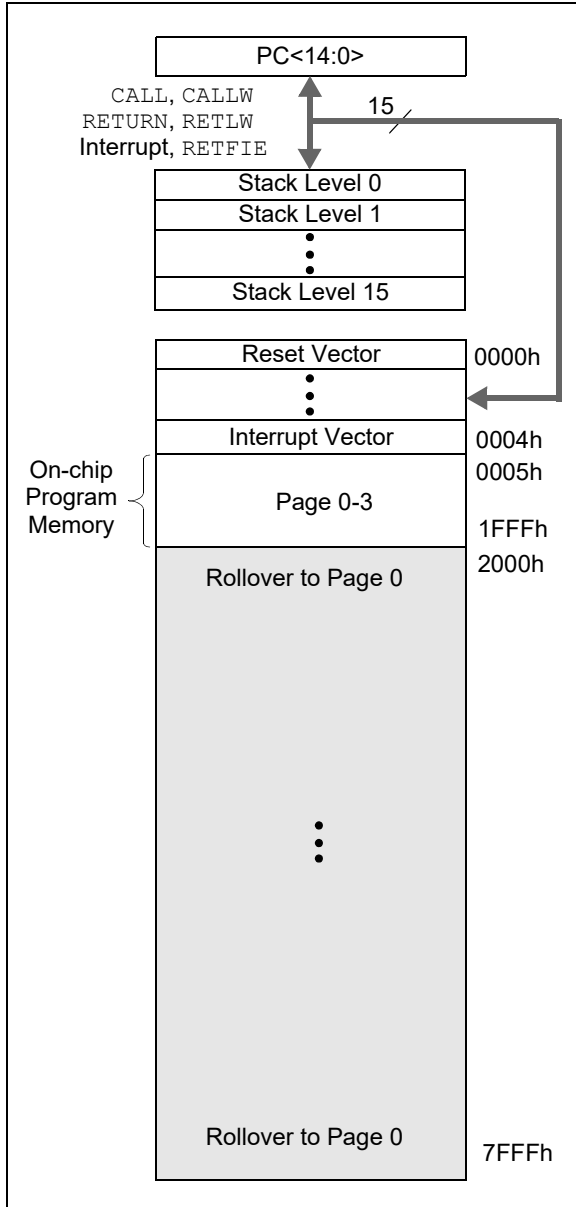 PC<14:0>
CALL, CALLW
RETURN, RETLW
Interrupt, RETFIE
15
Stack Level 0
Stack Level 1
Stack Level 15
Reset Vector
0000h
Interrupt Vector
0004h
On-chip
Program
Memory
0005h
Page 0-3
1FFFh
2000h
Rollover to Page 0
Rollover to Page 0
7FFFh